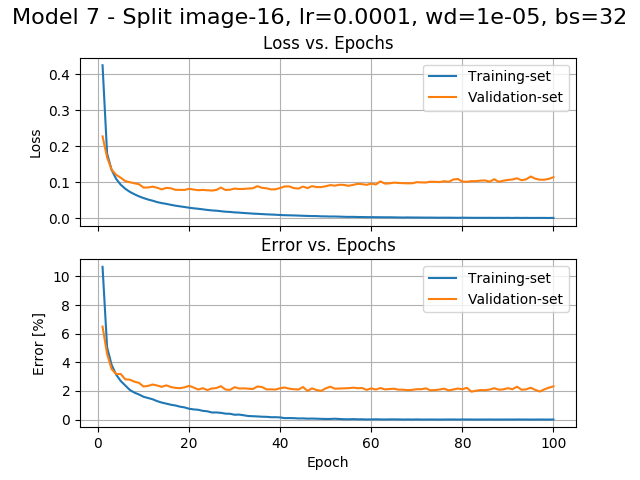 Model 7 - Split image-16, lr=0.0001, wd=1e-05, bs=32
Loss vs. Epochs
0.4
0.3
0.2
0.1
0.0
Loss
Training-set
Validation-set
Error vs. Epochs
10
8
6
4
2
0
Error [%]
Training-set
Validation-set
0 20 40 60 80 100
Epoch